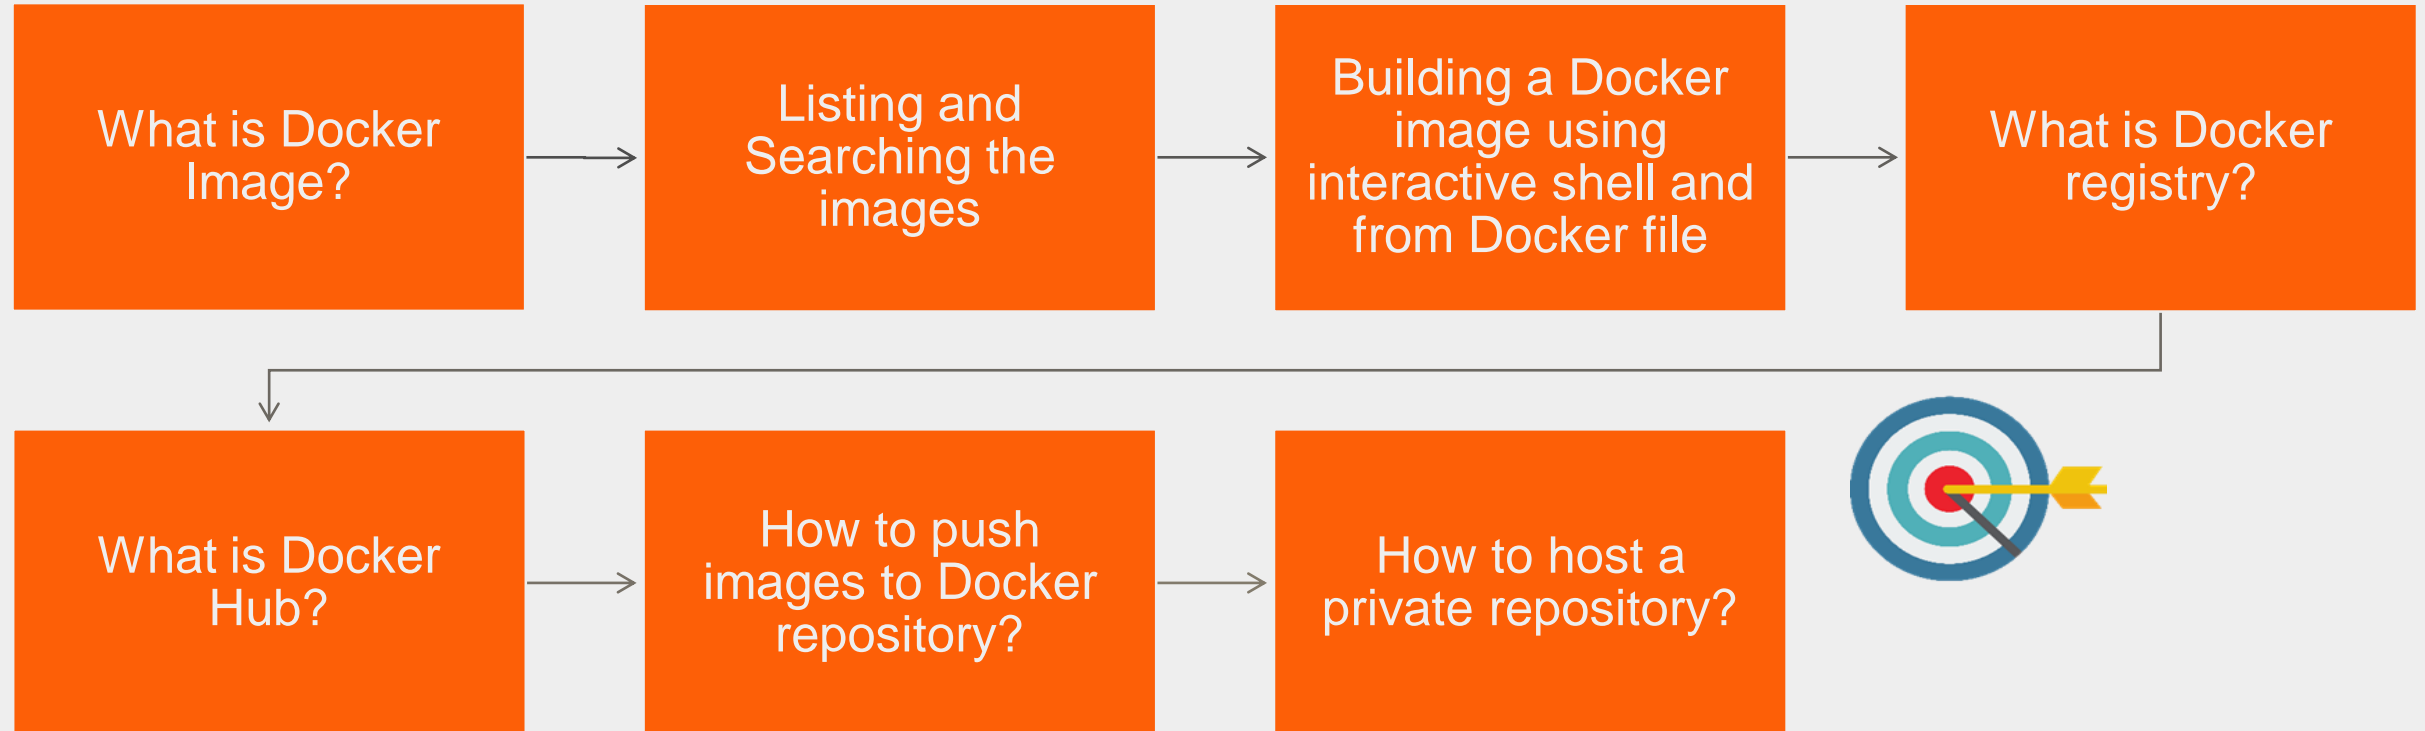 What is Docker
Image?
Listing and
Searching the
images
Building a Docker
image using
interactive shell and
from Docker file
What is Docker
registry?
What is Docker
Hub?
How to push
images to Docker
repository?
How to host a
private repository?